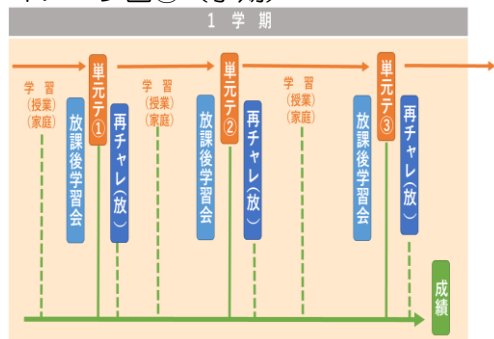 1 学 期
学 習
(授業)
(家庭)
放課後学習会
単元テ①
再チャレ(放 )
学 習
(授業)
(家庭)
放課後学習会
単元テ②
再チャレ(放 )
学 習
(授業)
(家庭)
放課後学習会
単元テ③
再チャレ(放 )
成績